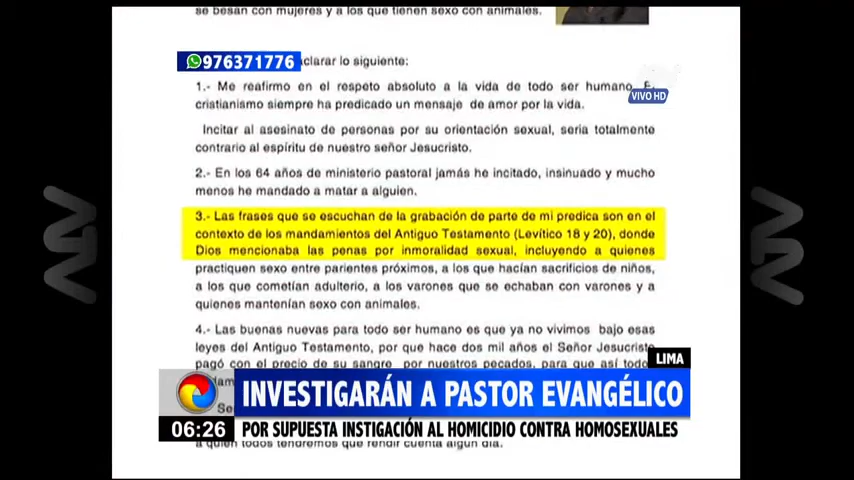 se besan con mujeres y a los que tienen sexo con animales.
976371776
aclarar lo siguiente:
1.- Me reafirmo en el respeto absoluto a la vida de todo ser humano. E
cristianismo siempre ha predicado un mensaje de amor por la vida.
VIVO HD
Incitar al asesinato de personas por su orientación sexual, seria totalmente
contrario al espíritu de nuestro señor Jesucristo.
2.- En los 64 años de ministerio pastoral jamás he incitado, insinuado y mucho
menos he mandado a matar a alguien.
3.- Las frases que se escuchan de la grabación de parte de mi predica son en el
contexto de los mandamientos del Antiguo Testamento (Levítico 18 y 20), donde
Dios mencionaba las penas por inmoralidad sexual, incluyendo a quienes
practiquen sexo entre parientes próximos, a los que hacían sacrificios de niños,
a los que cometían adulterio, a los varones que se echaban con varones y a
quienes mantenían sexo con animales.
4.- Las buenas nuevas para todo ser humano es que ya no vivimos bajo esas
leyes del Antiguo Testamento, por que hace dos mil años el Señor Jesucristo
pagó con el precio de su sangre por nuestros pecados, para que así todo
LIMA
INVESTIGARÁN A PASTOR EVANGÉLICO
06:26
POR SUPUESTA INSTIGACIÓN AL HOMICIDIO CONTRA HOMOSEXUALES
a quien todos tendremos que rendir cuenta algún día.